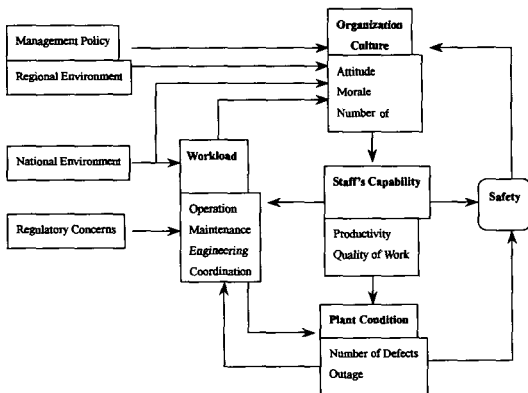 Organization
Culture
Attitude
Morale
Number of
Management Policy
Regional Environment
National Environment
Regulatory Concerns
Workload
Operation
Maintenance
Engineering
Coordination
Staff's Capability
Productivity
Quality of Work
Safety
Plant Condition
Number of Defects
Outage